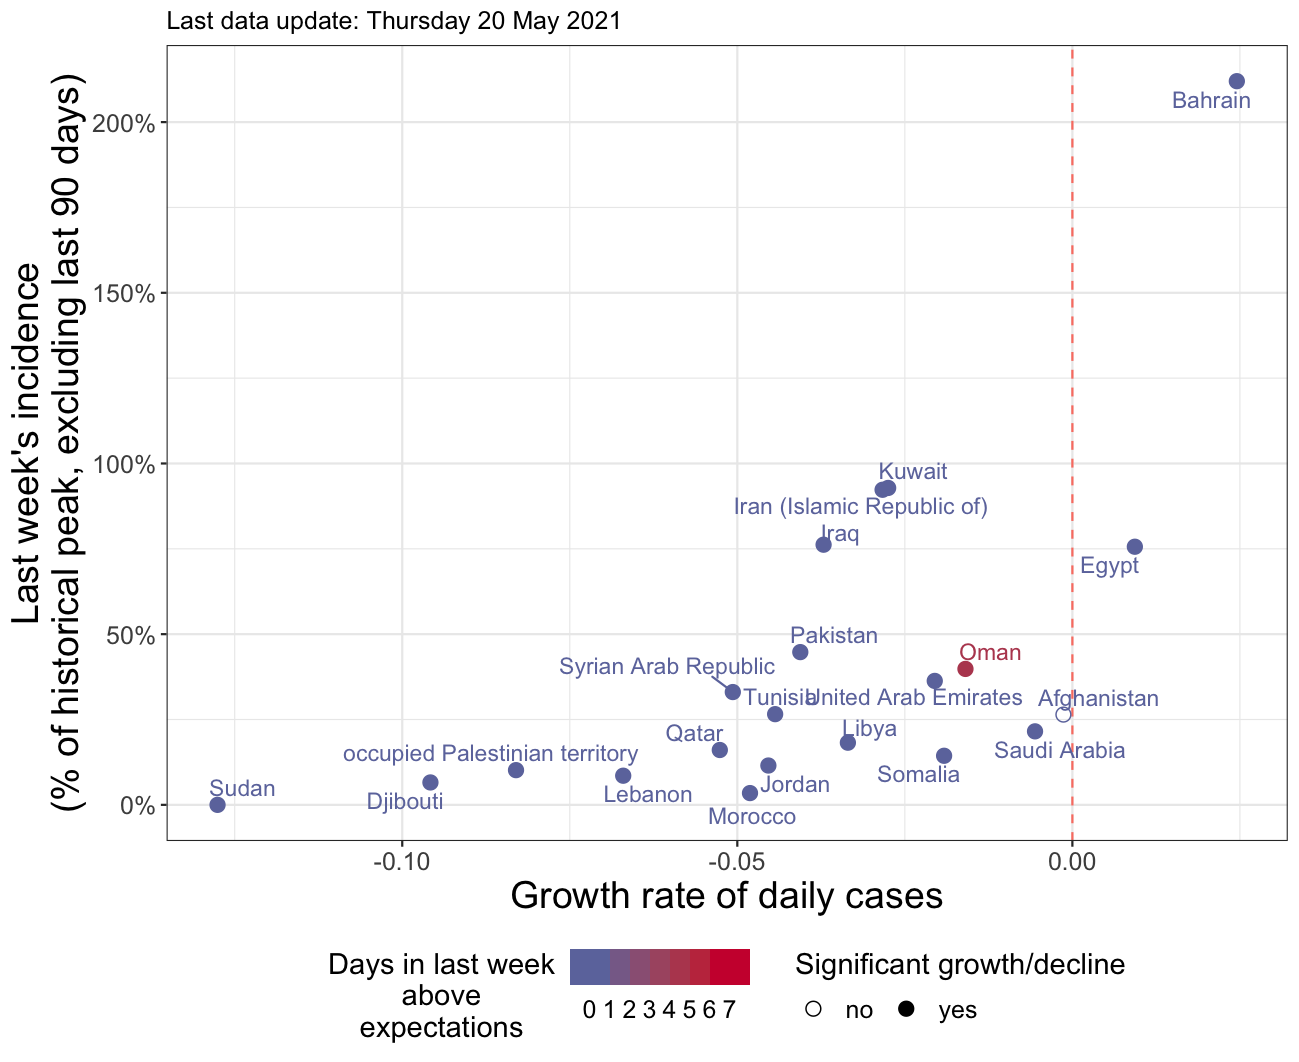 Last data update: Thursday 20 May 2021
Last week's incidence
(% of historical peak, excluding last 90 days)
200%
150%
100%
50%
0%
Bahrain
Kuwait
Iran (Islamic Republic of)
Iraq
Egypt
Pakistan
Oman
Syrian Arab Republic
Tunisia
United Arab Emirates
Afghanistan
Qatar
Libya
Saudi Arabia
occupied Palestinian territory
Somalia
Sudan
Jordan
Djibouti
Lebanon
Morocco
-0.10
-0.05
0.00
Growth rate of daily cases
Days in last week
above
expectations
0 1 2 3 4 5 6 7
Significant growth/decline
no
yes